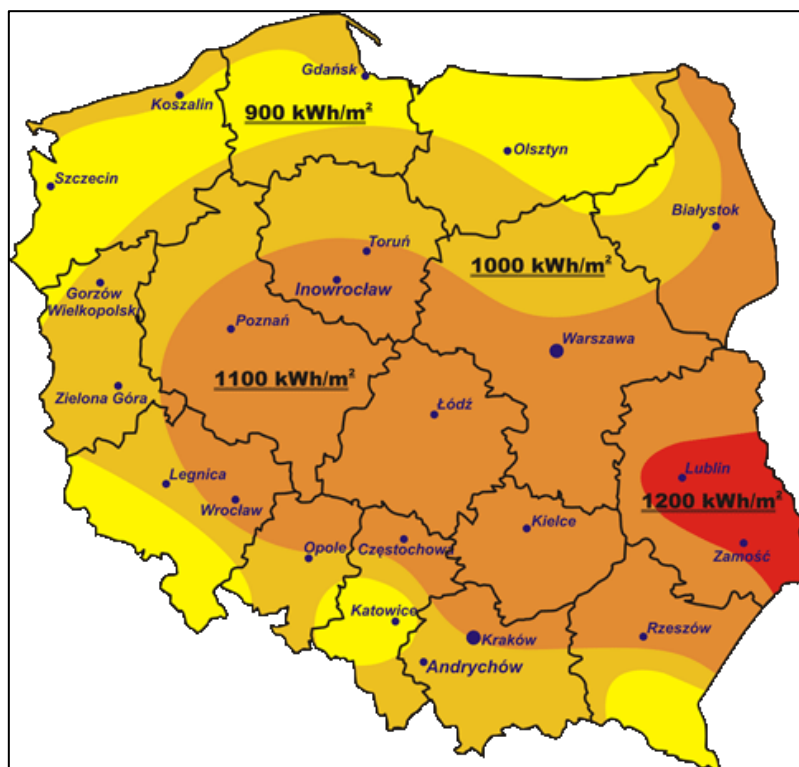 Gdańsk
Koszalin
900 kWh/m²
Olsztyn
Szczecin
Białystok
Toruń
1000 kWh/m²
Inowrocław
Gorzów
Wielkopolski
Poznań
Warszawa
1100 kWh/m²
Zielona Góra
Łódź
Legnica
Lublin
Wrocław
1200 kWh/m²
Kielce
Opole
Częstochowa
Zamość
Katowice
Kraków
Rzeszów
Andrychów